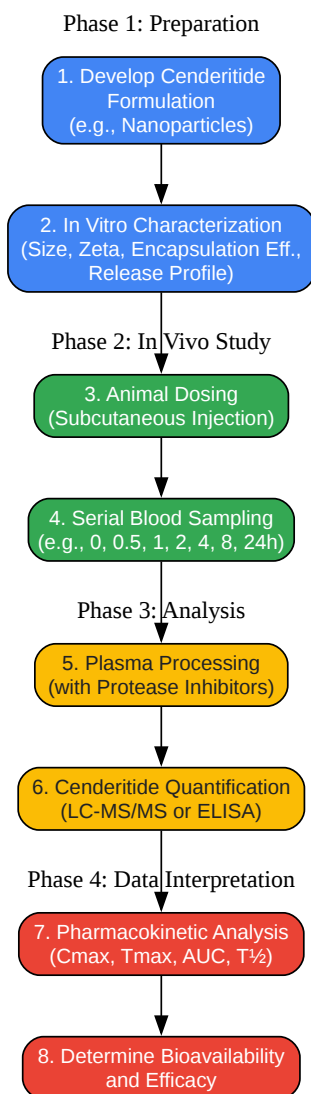 Phase 1: Preparation
1. Develop Cenderitide
Formulation
(e.g., Nanoparticles)
2. In Vitro Characterization
(Size, Zeta, Encapsulation Eff.,
Release Profile)
Phase 2: In Vivo Study
3. Animal Dosing
(Subcutaneous Injection)
4. Serial Blood Sampling
(e.g., 0, 0.5, 1, 2, 4, 8, 24h)
Phase 3: Analysis
5. Plasma Processing
(with Protease Inhibitors)
6. Cenderitide Quantification
(LC-MS/MS or ELISA)
Phase 4: Data Interpretation
7. Pharmacokinetic Analysis
(Cmax, Tmax, AUC, T½)
8. Determine Bioavailability
and Efficacy